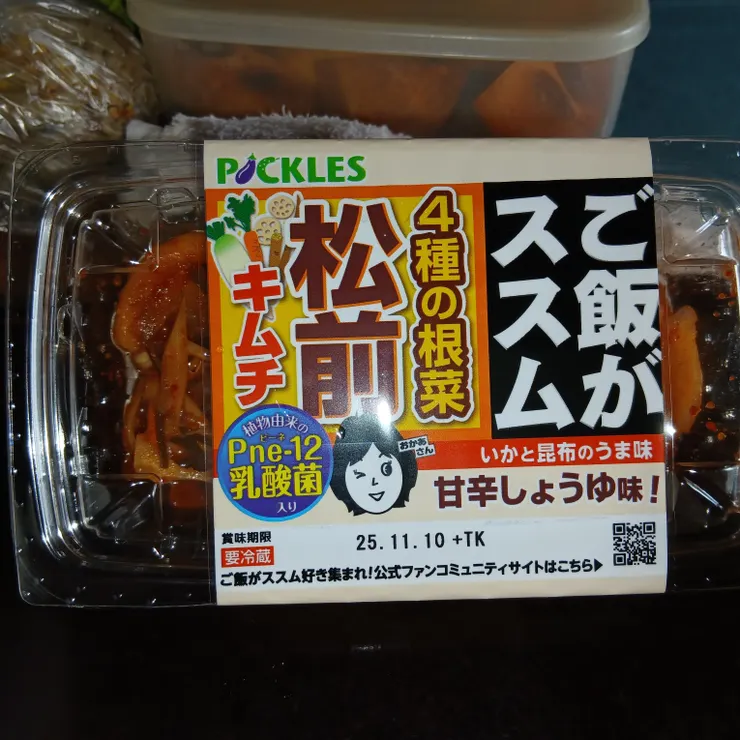 PICKLES
ご飯が
ススム
4種の根菜
松前
キムチ
植物由来の
ピーネ
Pne-12
乳酸菌
入り
おかあ
さん
いかと昆布のうま味
甘辛しょうゆ味!
賞味期限
要冷蔵
25.11.10 +TK
ご飯がススム好き集まれ!公式ファンコミュニティサイトはこちら▶